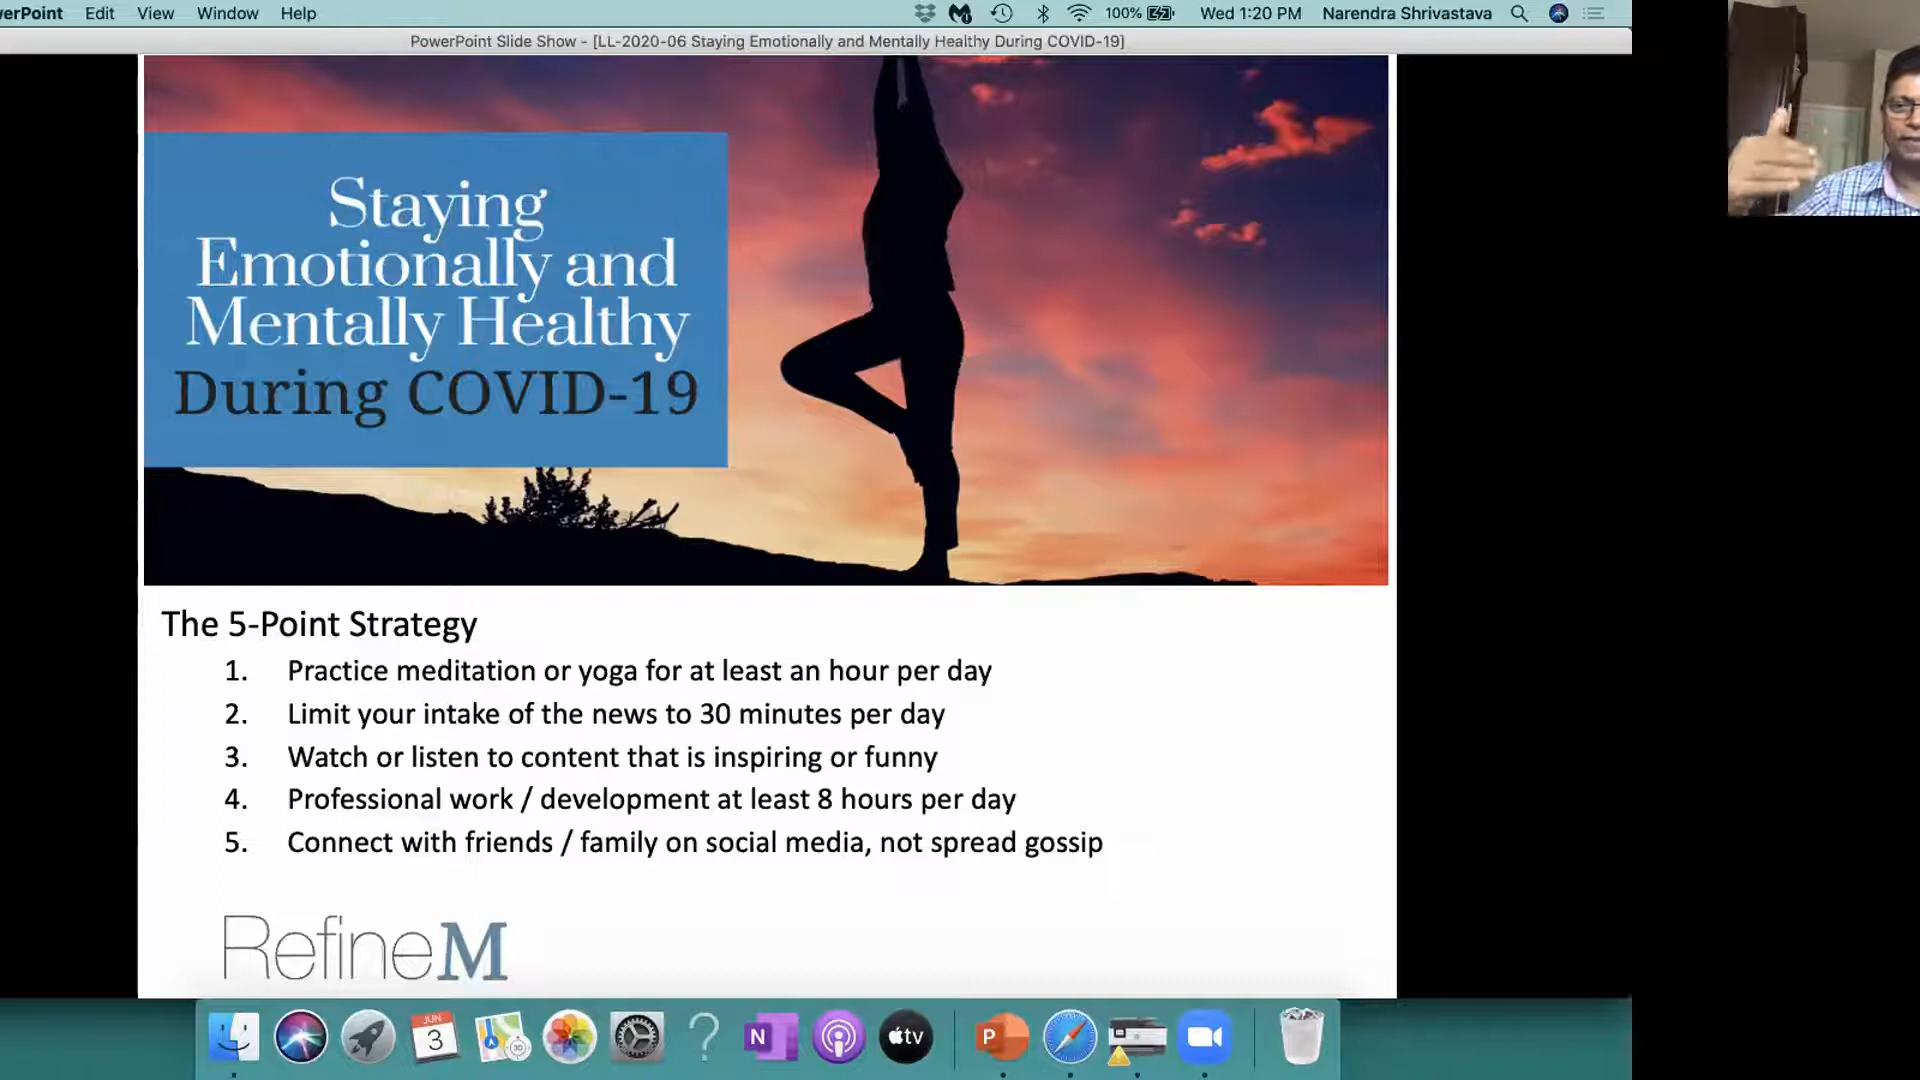 erPoint Edit View Window Help 100% Wed 1:20 PM Narendra Shrivastava
PowerPoint Slide Show - [LL-2020-06 Staying Emotionally and Mentally Healthy During COVID-19]
Staying
Emotionally and
Mentally Healthy
During COVID-19
The 5-Point Strategy
1. Practice meditation or yoga for at least an hour per day
2. Limit your intake of the news to 30 minutes per day
3. Watch or listen to content that is inspiring or funny
4. Professional work / development at least 8 hours per day
5. Connect with friends / family on social media, not spread gossip
RefineM
JUN
3
?
N
tv
P